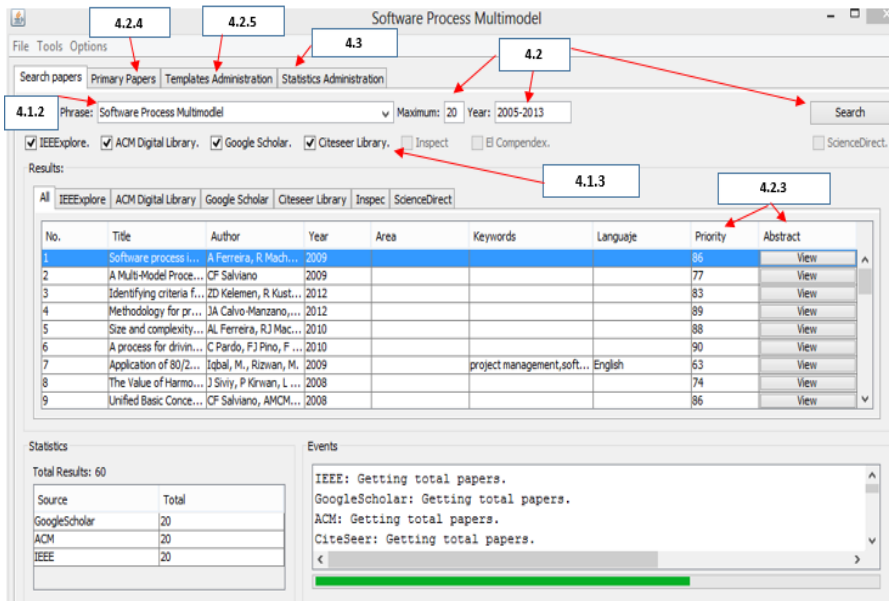 Software Process Multimodel
4.2.4
4.2.5
4.3
4.2
File Tools Options
Search papers Primary Papers Templates Administration Statistics Administration
4.1.2
Phrase: Software Process Multimodiel Maximum: 20 Year: 2005-2013 Search
IEEExplore. ACM Digital Library. Google Scholar. Citeseer Library. Inspect El Compendex. ScienceDirect.
4.1.3
Results:
4.2.3
All IEEExplore ACM Digital Library Google Scholar Citeseer Library Inspec ScienceDirect
No. Title Author Year Area Keywords Languaje Priority Abstract
1 Software process i... A Ferreira, R Mach... 2009 86 View
2 A Multi-Model Proce... CF Salviano 2009 77 View
3 Identifying criteria f... ZD Kelemen, R Kust... 2012 83 View
4 Methodology for pr... JA Calvo-Manzano,... 2012 89 View
5 Size and complexity... AL Ferreira, RJ Mac... 2010 88 View
6 A process for drivin... C Pardo, FJ Pino, F ... 2010 90 View
7 Application of 80/2... Iqbal, M., Rizwan, M. 2009 project management,soft... English 63 View
8 The Value of Harmo... J Siviy, P Kirwan, L ... 2008 74 View
9 Unified Basic Conce... CF Salviano, AMCM... 2008 86 View
Statistics
Total Results: 60
Source Total
GoogleScholar 20
ACM 20
IEEE 20
Events
IEEE: Getting total papers.
GoogleScholar: Getting total papers.
ACM: Getting total papers.
CiteSeer: Getting total papers.